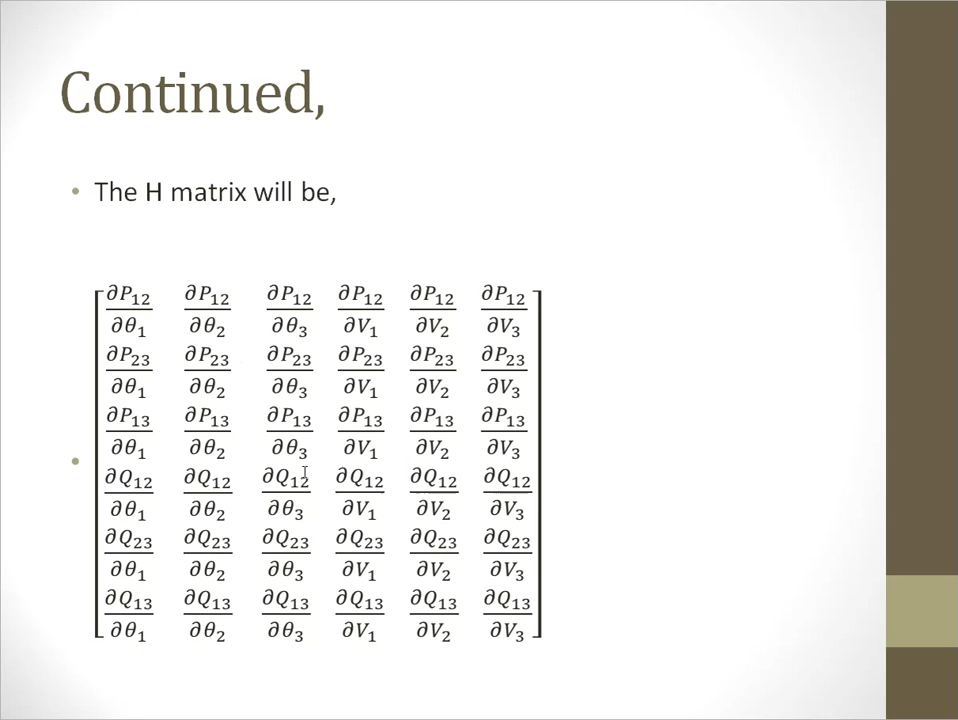 Continued,
• The H matrix will be,
• [ ∂P₁₂/∂θ₁ ∂P₁₂/∂θ₂ ∂P₁₂/∂θ₃ ∂P₁₂/∂V₁ ∂P₁₂/∂V₂ ∂P₁₂/∂V₃
∂P₂₃/∂θ₁ ∂P₂₃/∂θ₂ ∂P₂₃/∂θ₃ ∂P₂₃/∂V₁ ∂P₂₃/∂V₂ ∂P₂₃/∂V₃
∂P₁₃/∂θ₁ ∂P₁₃/∂θ₂ ∂P₁₃/∂θ₃ ∂P₁₃/∂V₁ ∂P₁₃/∂V₂ ∂P₁₃/∂V₃
∂Q₁₂/∂θ₁ ∂Q₁₂/∂θ₂ ∂Q₁₂/∂θ₃ ∂Q₁₂/∂V₁ ∂Q₁₂/∂V₂ ∂Q₁₂/∂V₃
∂Q₂₃/∂θ₁ ∂Q₂₃/∂θ₂ ∂Q₂₃/∂θ₃ ∂Q₂₃/∂V₁ ∂Q₂₃/∂V₂ ∂Q₂₃/∂V₃
∂Q₁₃/∂θ₁ ∂Q₁₃/∂θ₂ ∂Q₁₃/∂θ₃ ∂Q₁₃/∂V₁ ∂Q₁₃/∂V₂ ∂Q₁₃/∂V₃ ]